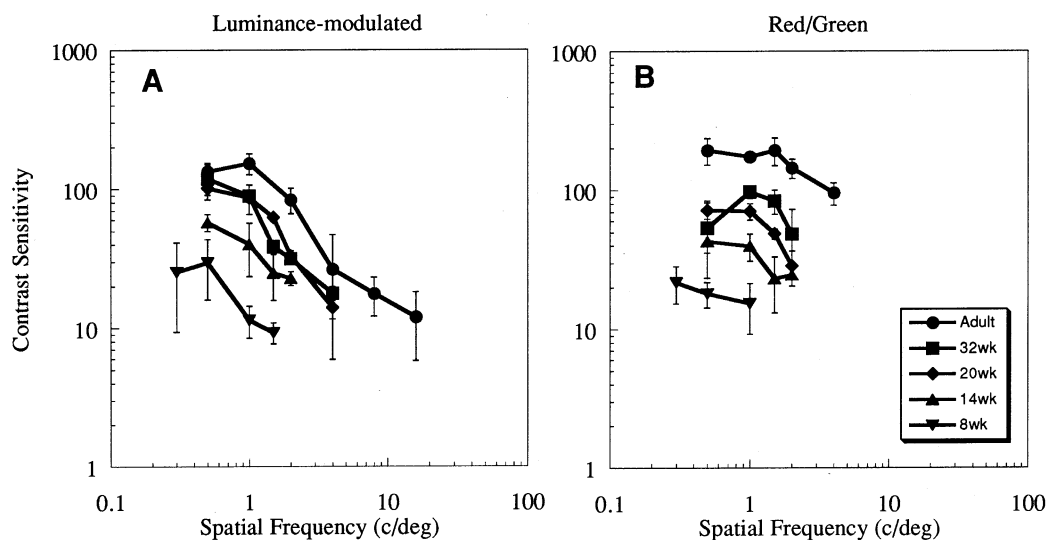 Luminance-modulated
Red/Green
1000
100
10
1
A
Contrast Sensitivity
0.1 1 10 100
Spatial Frequency (c/deg)
1000
100
10
1
B
Adult
32wk
20wk
14wk
8wk
0.1 1 10 100
Spatial Frequency (c/deg)